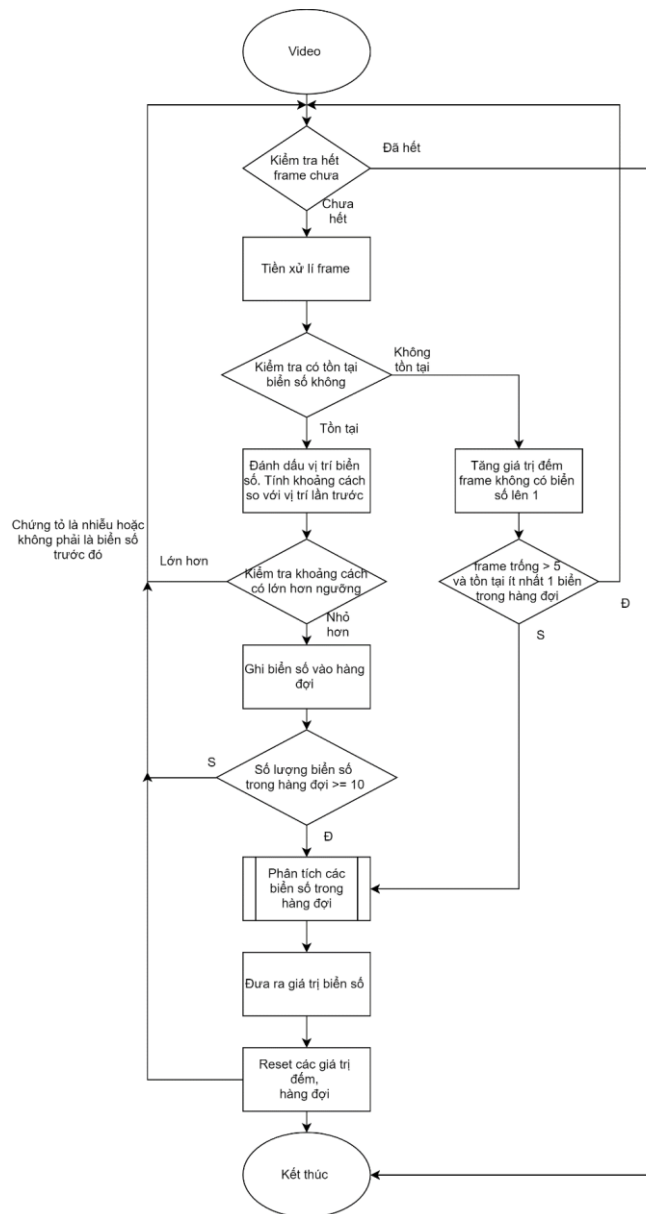 Video
Kiểm tra hết
frame chưa
Đã hết
Chưa
hết
Tiền xử lí frame
Kiểm tra có tồn tại
biển số không
Không
tồn tại
Tồn tại
Đánh dấu vị trí biển
số. Tính khoảng cách
so với vị trí lần trước
Tăng giá trị đếm
frame không có biển
số lên 1
Chứng tỏ là nhiễu hoặc
không phải là biển số
trước đó
Lớn hơn
Kiểm tra khoảng cách
có lớn hơn ngưỡng
frame trống > 5
và tồn tại ít nhất 1 biển
trong hàng đợi
Đ
S
Nhỏ
hơn
Ghi biển số vào hàng
đợi
S
Số lượng biển số
trong hàng đợi >= 10
Đ
Phân tích các
biển số trong
hàng đợi
Đưa ra giá trị biển số
Reset các giá trị
đếm,
hàng đợi
Kết thúc